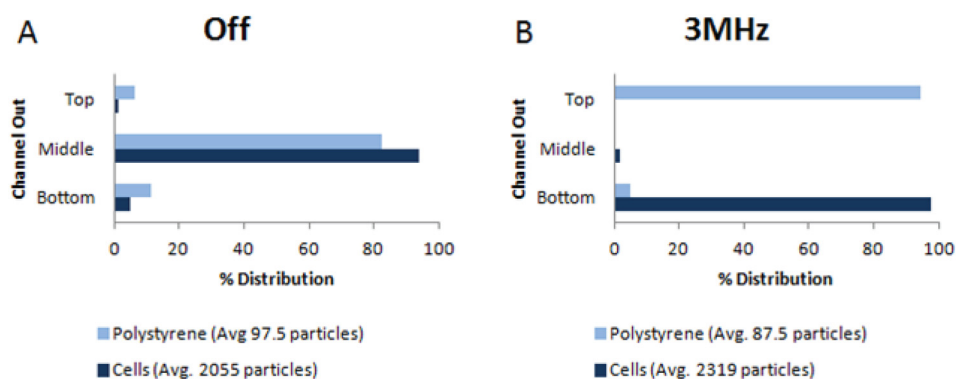 A Off
Channel Out
Top
Middle
Bottom
0 20 40 60 80 100
% Distribution
Polystyrene (Avg 97.5 particles)
Cells (Avg. 2055 particles)
B 3MHz
Channel Out
Top
Middle
Bottom
0 20 40 60 80 100
% Distribution
Polystyrene (Avg. 87.5 particles)
Cells (Avg. 2319 particles)